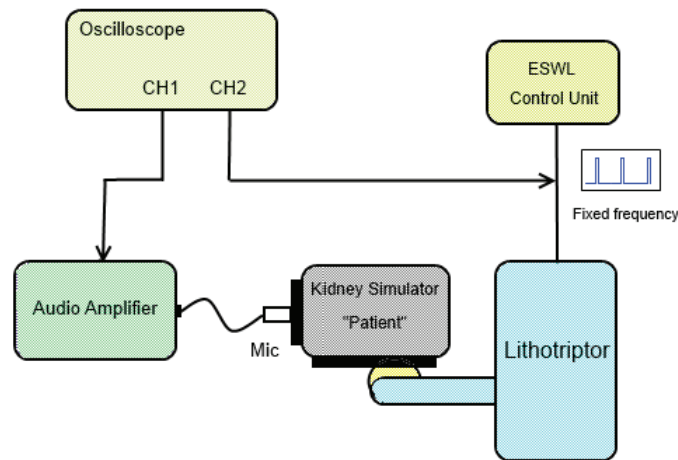 Oscilloscope
CH1 CH2
ESWL
Control Unit
Fixed frequency
Audio Amplifier
Mic
Kidney Simulator
"Patient"
Lithotriptor